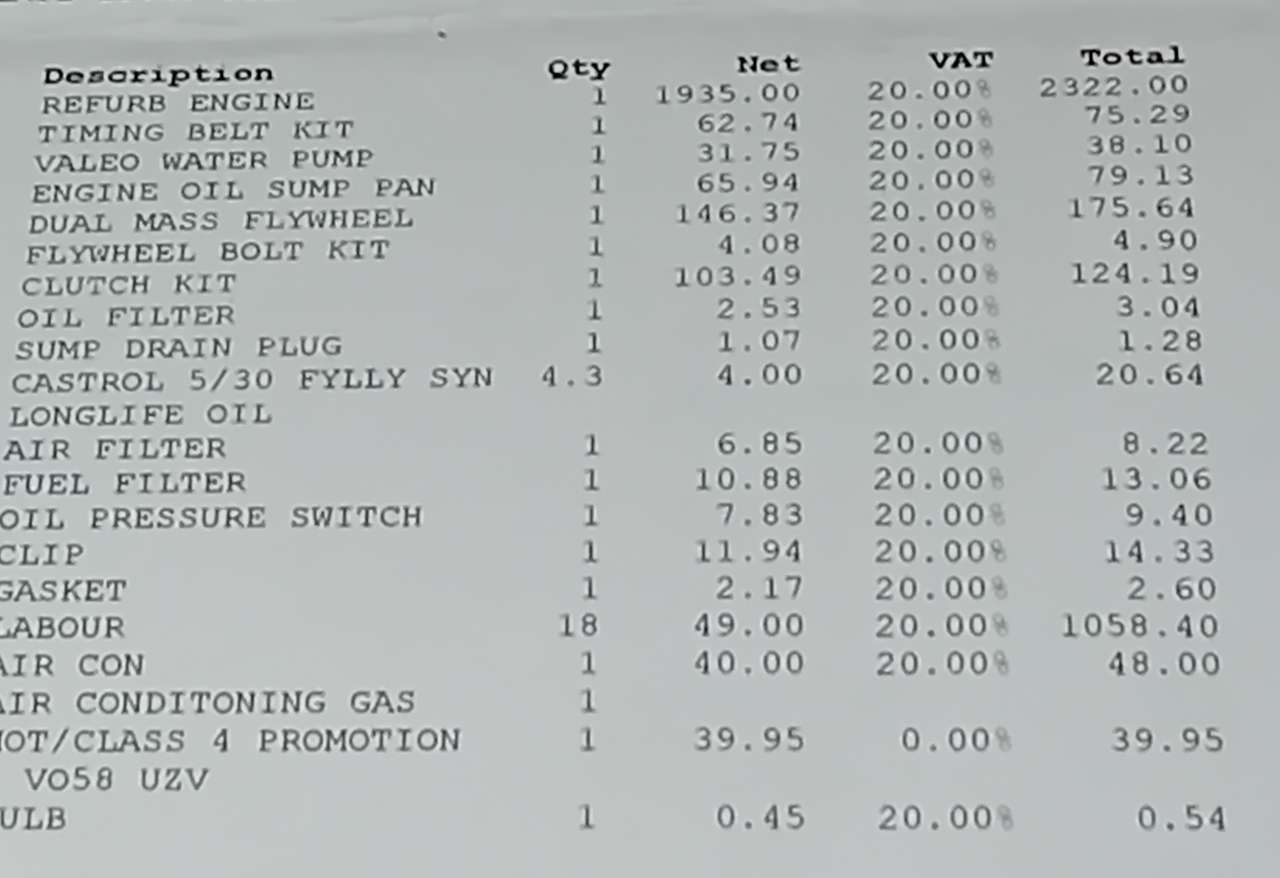 Description Qty Net VAT Total
REFURB ENGINE 1 1935.00 20.00% 2322.00
TIMING BELT KIT 1 62.74 20.00% 75.29
VALEO WATER PUMP 1 31.75 20.00% 38.10
ENGINE OIL SUMP PAN 1 65.94 20.00% 79.13
DUAL MASS FLYWHEEL 1 146.37 20.00% 175.64
FLYWHEEL BOLT KIT 1 4.08 20.00% 4.90
CLUTCH KIT 1 103.49 20.00% 124.19
OIL FILTER 1 2.53 20.00% 3.04
SUMP DRAIN PLUG 1 1.07 20.00% 1.28
CASTROL 5/30 FYLLY SYN 4.3 4.00 20.00% 20.64
LONGLIFE OIL
AIR FILTER 1 6.85 20.00% 8.22
FUEL FILTER 1 10.88 20.00% 13.06
OIL PRESSURE SWITCH 1 7.83 20.00% 9.40
CLIP 1 11.94 20.00% 14.33
GASKET 1 2.17 20.00% 2.60
LABOUR 18 49.00 20.00% 1058.40
AIR CON 1 40.00 20.00% 48.00
AIR CONDITONING GAS 1
MOT/CLASS 4 PROMOTION 1 39.95 0.00% 39.95
VO58 UZV
ULB 1 0.45 20.00% 0.54